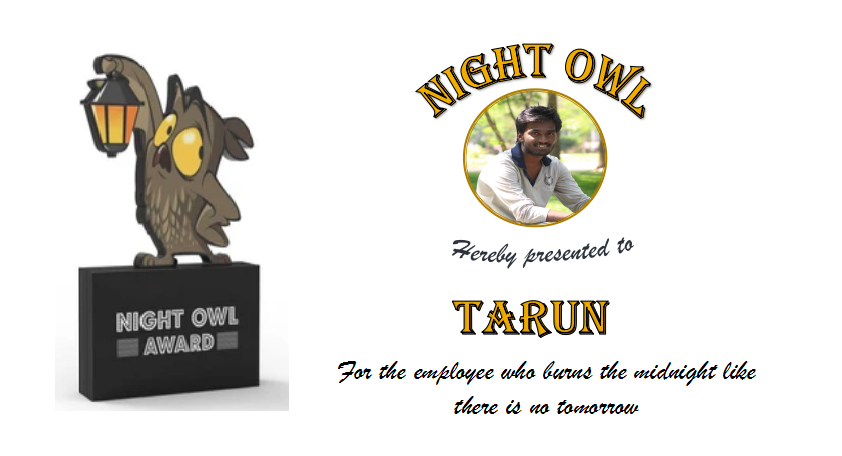 NIGHT OWL
Hereby presented to
TARUN
For the employee who burns the midnight like
there is no tomorrow
NIGHT OWL
AWARD